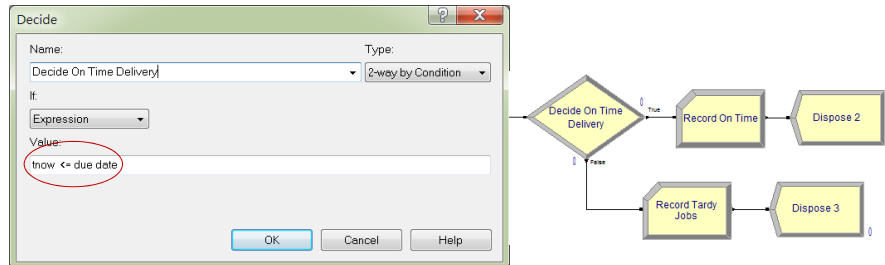 Decide
?
X
Name:
Type:
Decide On Time Delivery
2-way by Condition
If:
Expression
Value:
tnow <= due date
OK
Cancel
Help
Decide On Time
Delivery
0
True
0
False
Record On Time
Dispose 2
Record Tardy
Jobs
Dispose 3
0